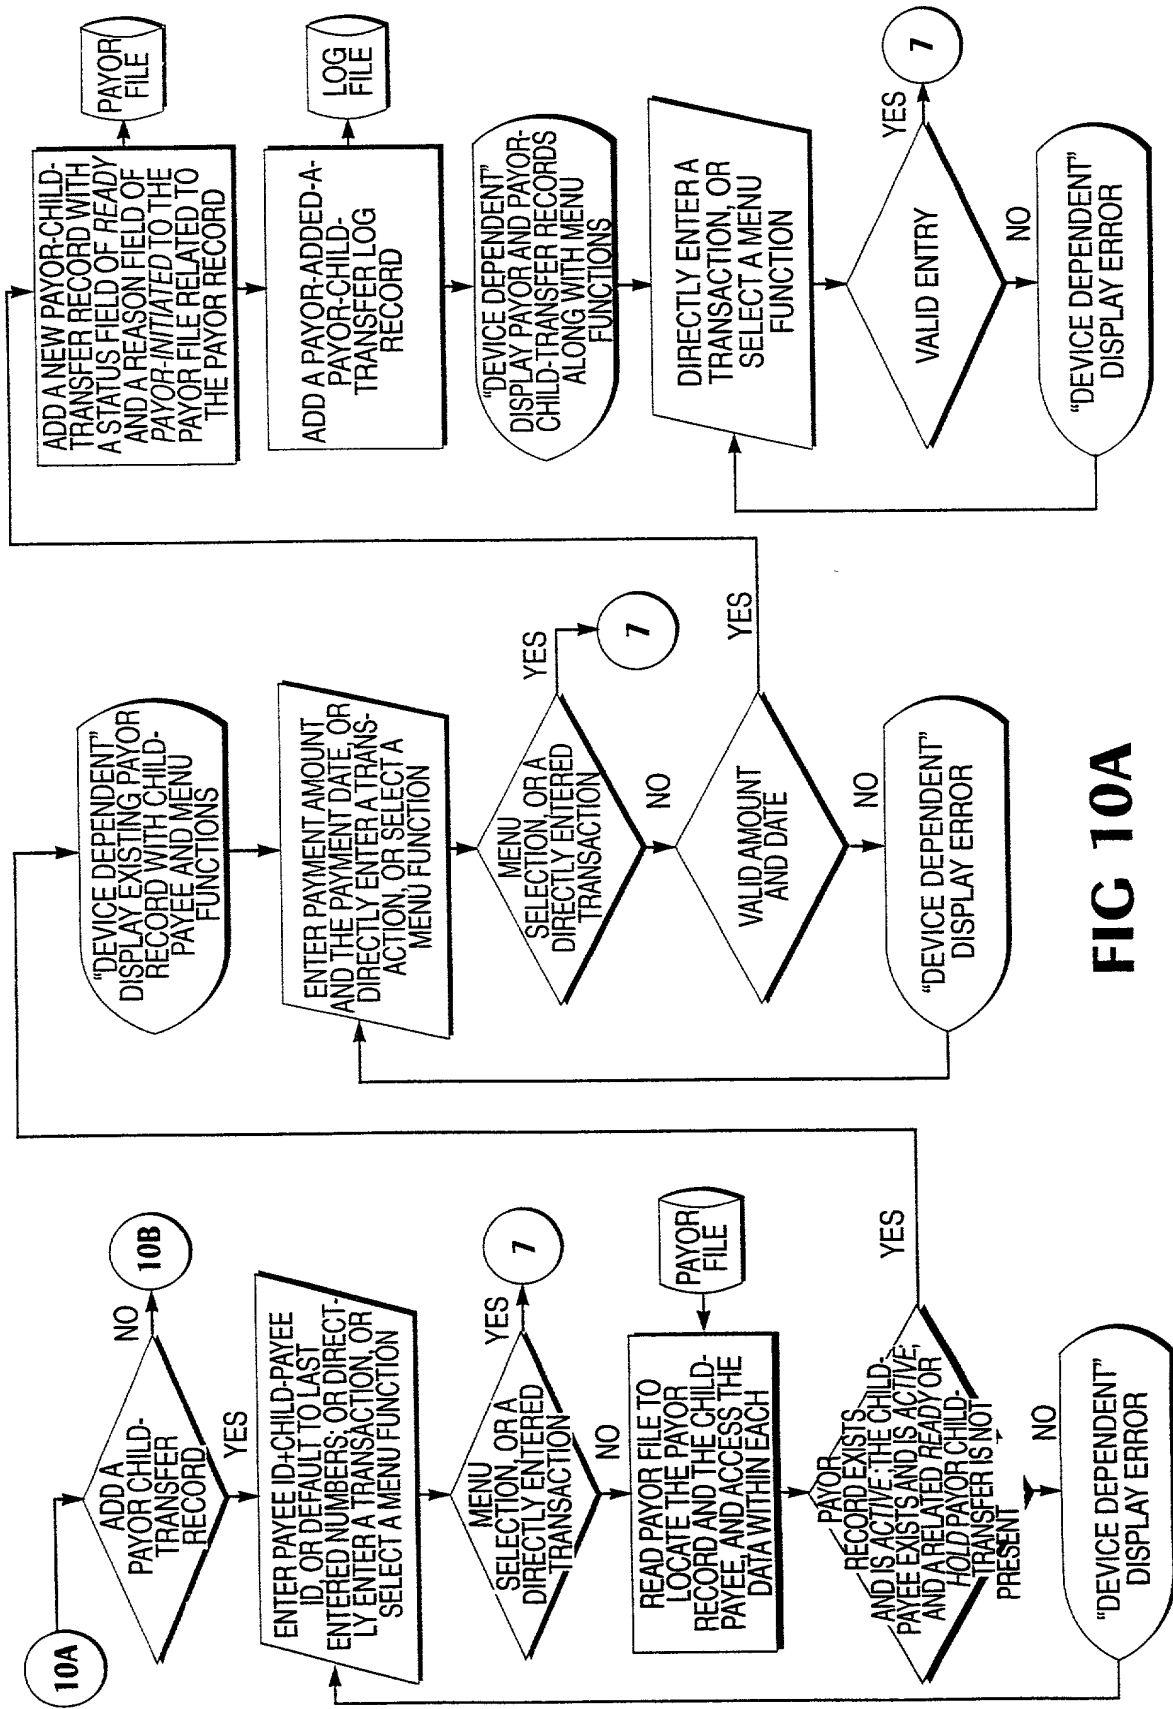 10A
ADD A
PAYOR CHILD-
TRANSFER
RECORD
NO
10B
YES
ENTER PAYEE ID+CHILD-PAYEE
ID, OR DEFAULT TO LAST
ENTERED NUMBERS; OR DIRECT-
LY ENTER A TRANSACTION, OR
SELECT A MENU FUNCTION
MENU
SELECTION, OR A
DIRECTLY ENTERED
TRANSACTION
YES
7
NO
READ PAYOR FILE TO
LOCATE THE PAYOR
RECORD AND THE CHILD-
PAYEE, AND ACCESS THE
DATA WITHIN EACH
PAYOR
FILE
PAYOR
RECORD EXISTS
AND IS ACTIVE ;THE CHILD-
PAYEE EXISTS AND IS ACTIVE;
AND A RELATED READY OR
HOLD PAYOR CHILD-
TRANSFER IS NOT
PRESENT
YES
NO
“DEVICE DEPENDENT”
DISPLAY ERROR
“DEVICE DEPENDENT”
DISPLAY EXISTING PAYOR
RECORD WITH CHILD-
PAYEE AND MENU
FUNCTIONS
ENTER PAYMENT AMOUNT
AND THE PAYMENT DATE, OR
DIRECTLY ENTER A TRANS-
ACTION, OR SELECT A
MENU FUNCTION
MENU
SELECTION, OR A
DIRECTLY ENTERED
TRANSACTION
YES
7
NO
VALID AMOUNT
AND DATE
YES
NO
“DEVICE DEPENDENT”
DISPLAY ERROR
ADD A NEW PAYOR-CHILD-
TRANSFER RECORD WITH
A STATUS FIELD OF READY
AND A REASON FIELD OF
PAYOR-INITIATED TO THE
PAYOR FILE RELATED TO
THE PAYOR RECORD
PAYOR
FILE
ADD A PAYOR-ADDED-A-
PAYOR-CHILD-
TRANSFER LOG
RECORD
LOG
FILE
“DEVICE DEPENDENT”
DISPLAY PAYOR AND PAYOR-
CHILD-TRANSFER RECORDS
ALONG WITH MENU
FUNCTIONS
DIRECTLY ENTER A
TRANSACTION, OR
SELECT A MENU
FUNCTION
VALID ENTRY
YES
7
NO
“DEVICE DEPENDENT”
DISPLAY ERROR
FIG 10A